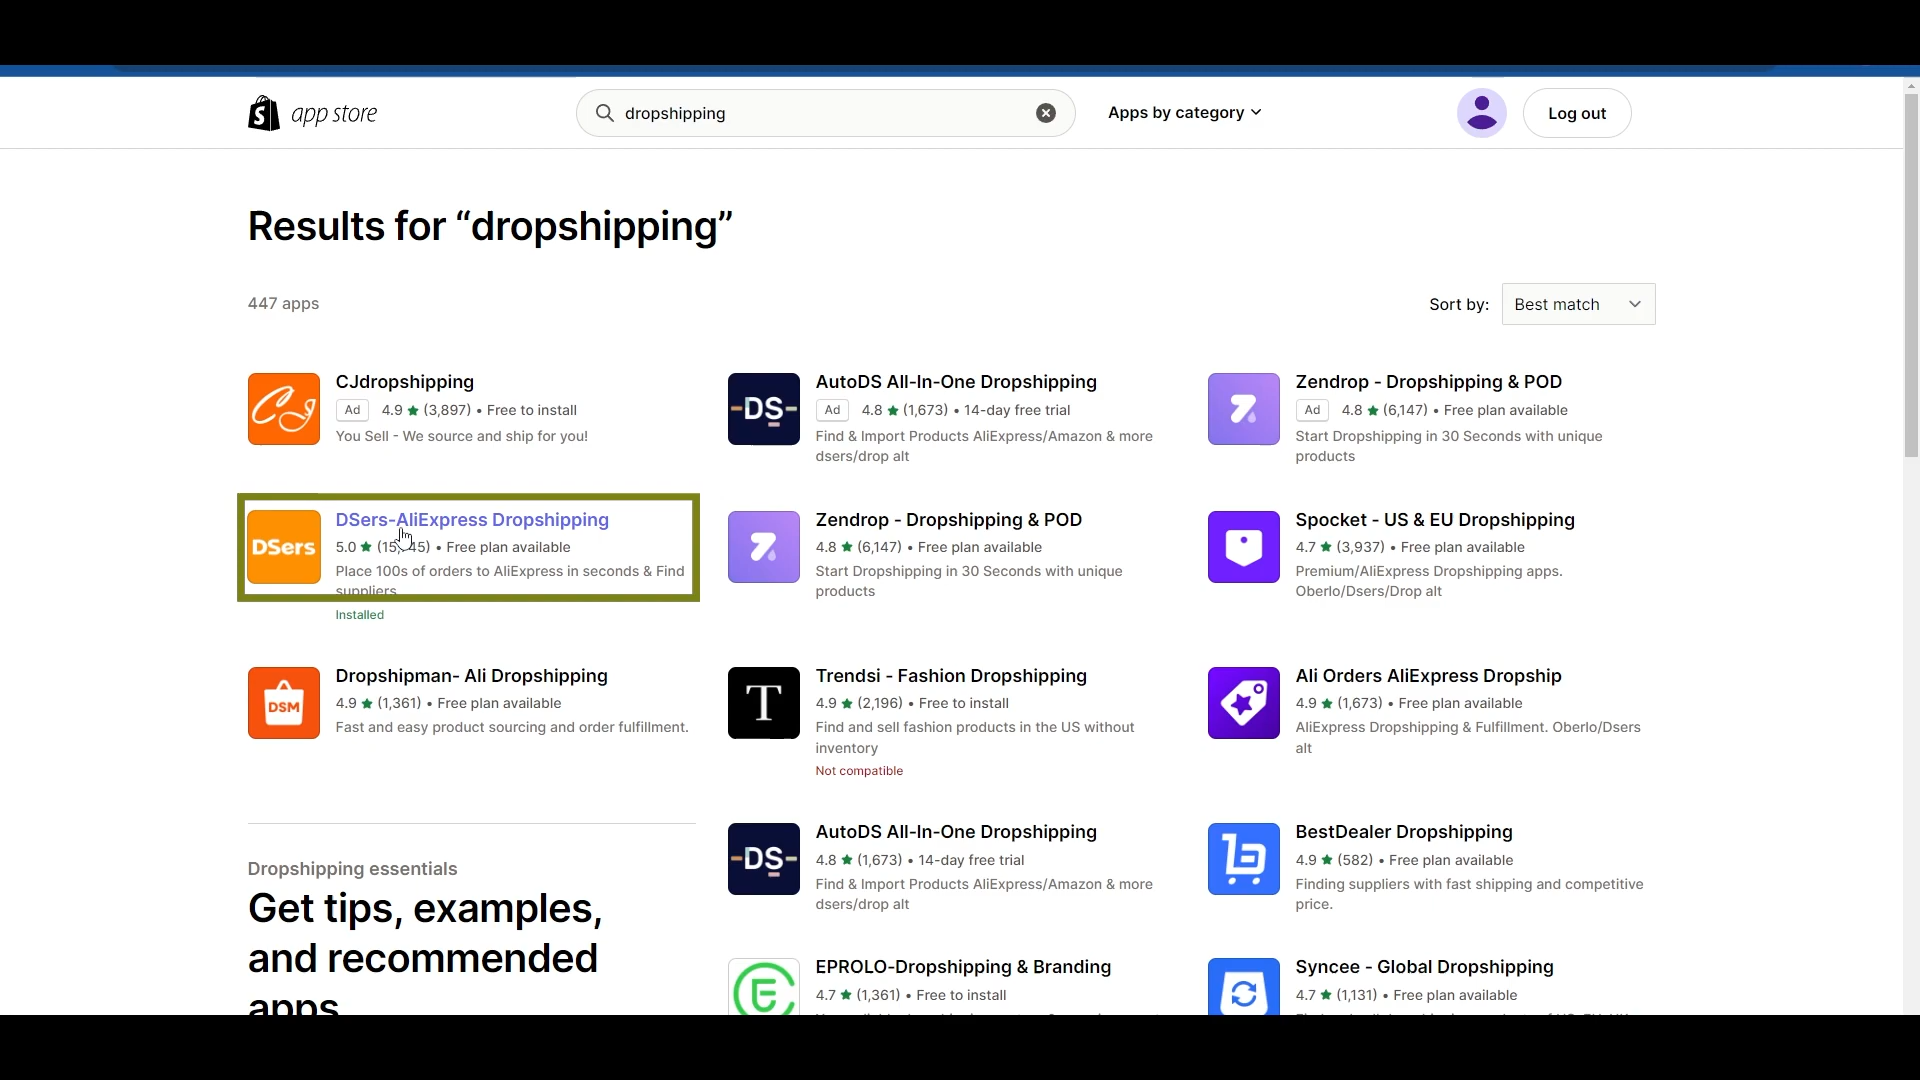 app store
dropshipping
Apps by category
Log out
Results for “dropshipping”
447 apps
Sort by:
Best match
CJdropshipping
Ad 4.9 ★ (3,897) • Free to install
You Sell - We source and ship for you!
AutoDS All-In-One Dropshipping
Ad 4.8 ★ (1,673) • 14-day free trial
Find & Import Products AliExpress/Amazon & more
dsers/drop alt
-DS-
Zendrop - Dropshipping & POD
Ad 4.8 ★ (6,147) • Free plan available
Start Dropshipping in 30 Seconds with unique
products
DSers
DSers-AliExpress Dropshipping
5.0 ★ • Free plan available
Place 100s of orders to AliExpress in seconds & Find
suppliers
Installed
Zendrop - Dropshipping & POD
4.8 ★ (6,147) • Free plan available
Start Dropshipping in 30 Seconds with unique
products
Spocket - US & EU Dropshipping
4.7 ★ (3,937) • Free plan available
Premium/AliExpress Dropshipping apps.
Oberlo/Dsers/Drop alt
DSM
Dropshipman- Ali Dropshipping
4.9 ★ (1,361) • Free plan available
Fast and easy product sourcing and order fulfillment.
T
Trendsi - Fashion Dropshipping
4.9 ★ (2,196) • Free to install
Find and sell fashion products in the US without
inventory
Not compatible
Ali Orders AliExpress Dropship
4.9 ★ (1,673) • Free plan available
AliExpress Dropshipping & Fulfillment. Oberlo/Dsers
alt
Dropshipping essentials
Get tips, examples,
and recommended
apps
-DS-
AutoDS All-In-One Dropshipping
4.8 ★ (1,673) • 14-day free trial
Find & Import Products AliExpress/Amazon & more
dsers/drop alt
BestDealer Dropshipping
4.9 ★ (582) • Free plan available
Finding suppliers with fast shipping and competitive
price.
EPROLO-Dropshipping & Branding
4.7 ★ (1,361) • Free to install
Syncee - Global Dropshipping
4.7 ★ (1,131) • Free plan available